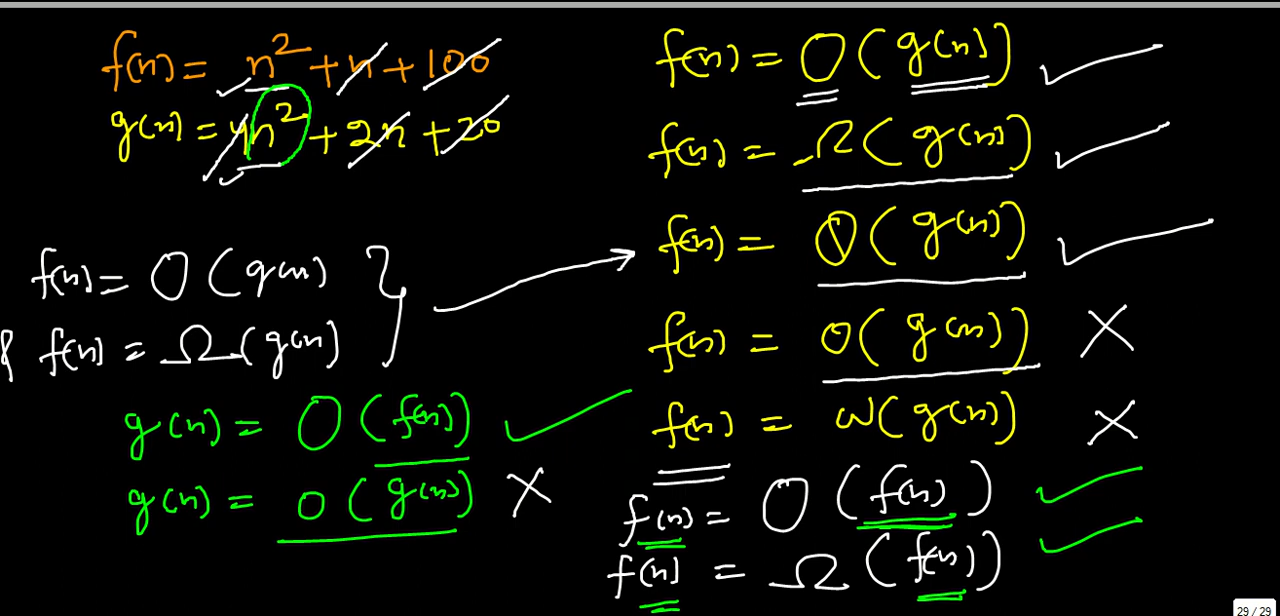 f(n) = n² + n + 100
g(n) = 4n² + 2n + 20
f(n) = O(g(n)) ✓
f(n) = Ω(g(n)) ✓
f(n) = θ(g(n)) ✓
f(n) = o(g(n)) ✗
f(n) = ω(g(n)) ✗
f(n) = O(f(n)) ✓
f(n) = Ω(f(n)) ✓
f(n) = O(g(n))
& f(n) = Ω(g(n))
g(n) = O(f(n)) ✓
g(n) = o(g(n)) ✗
29 / 29